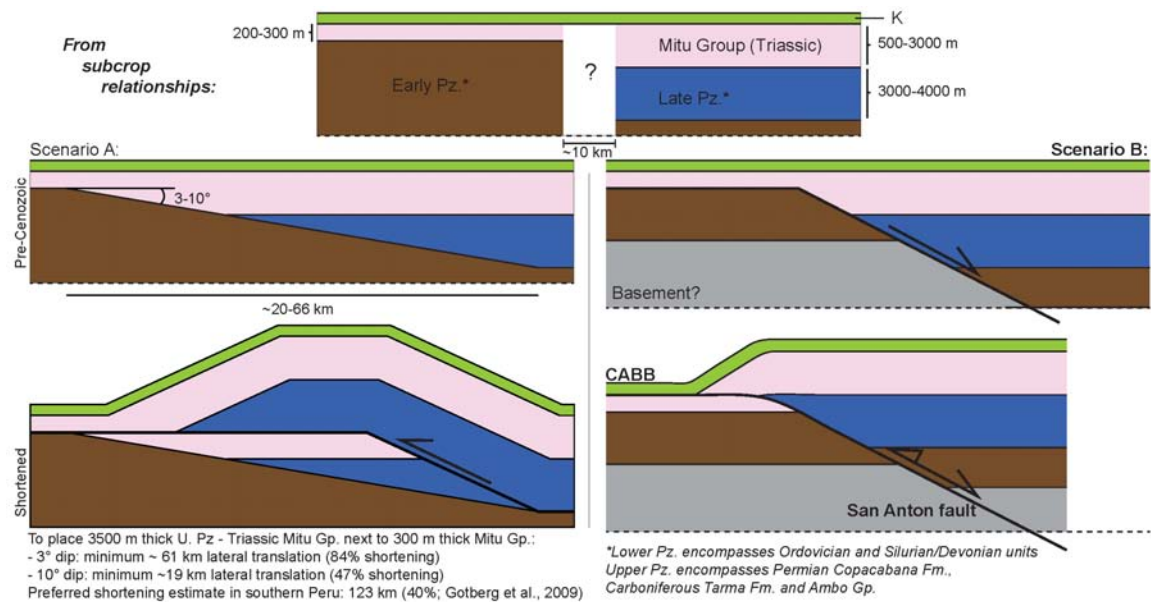 200-300 m
K
From
subcrop
relationships:
Mitu Group (Triassic)
500-3000 m
?
Early Pz.*
Late Pz.*
3000-4000 m
~10 km
Scenario A:
Scenario B:
Pre-Cenozoic
3-10°
Basement?
~20-66 km
CABB
Shortened
San Anton fault
To place 3500 m thick U. Pz - Triassic Mitu Gp. next to 300 m thick Mitu Gp.:
- 3° dip: minimum ~ 61 km lateral translation (84% shortening)
- 10° dip: minimum ~19 km lateral translation (47% shortening)
Preferred shortening estimate in southern Peru: 123 km (40%; Gotberg et al., 2009)
*Lower Pz. encompasses Ordovician and Silurian/Devonian units
Upper Pz. encompasses Permian Copacabana Fm.,
Carboniferous Tarma Fm. and Ambo Gp.